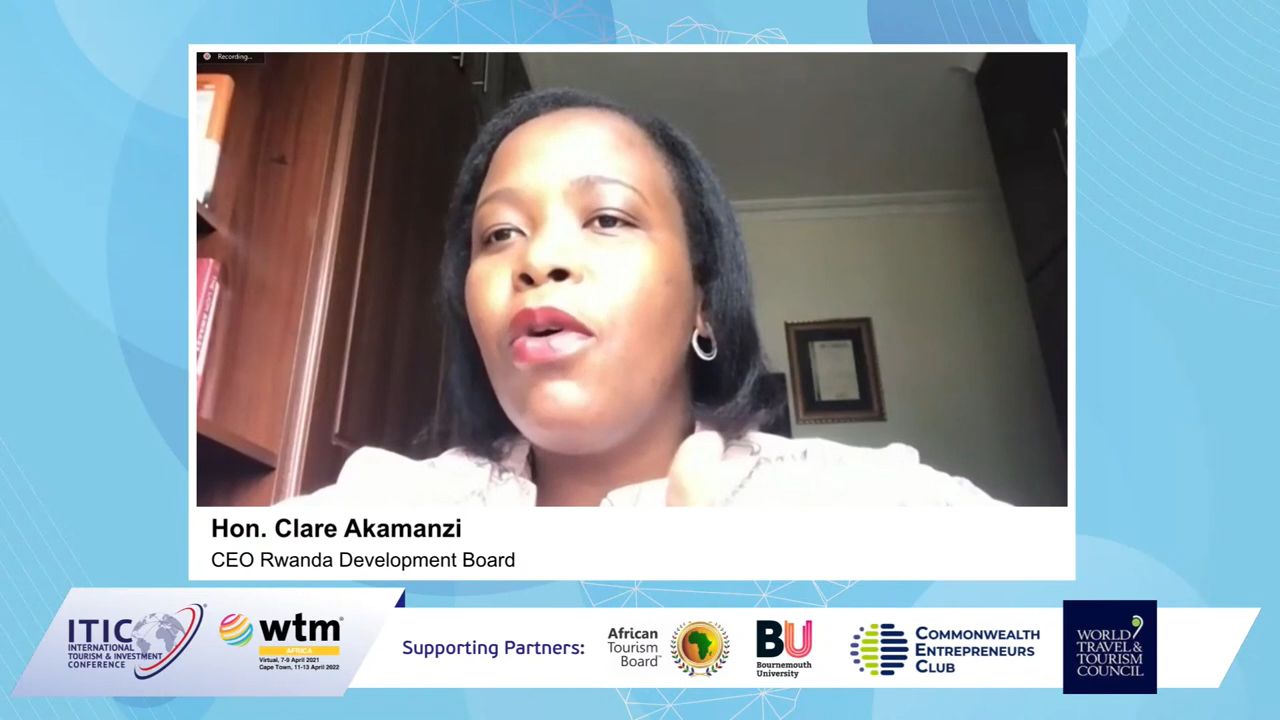 Recording...
Hon. Clare Akamanzi
CEO Rwanda Development Board
ITIC
INTERNATIONAL
TOURISM & INVESTMENT
CONFERENCE
wtm
AFRICA
Virtual, 7-9 April 2021
Cape Town, 11-13 April 2022
Supporting Partners:
African
Tourism
Board
BU
Bournemouth
University
COMMONWEALTH
ENTREPRENEURS
CLUB
WORLD
TRAVEL &
TOURISM
COUNCIL